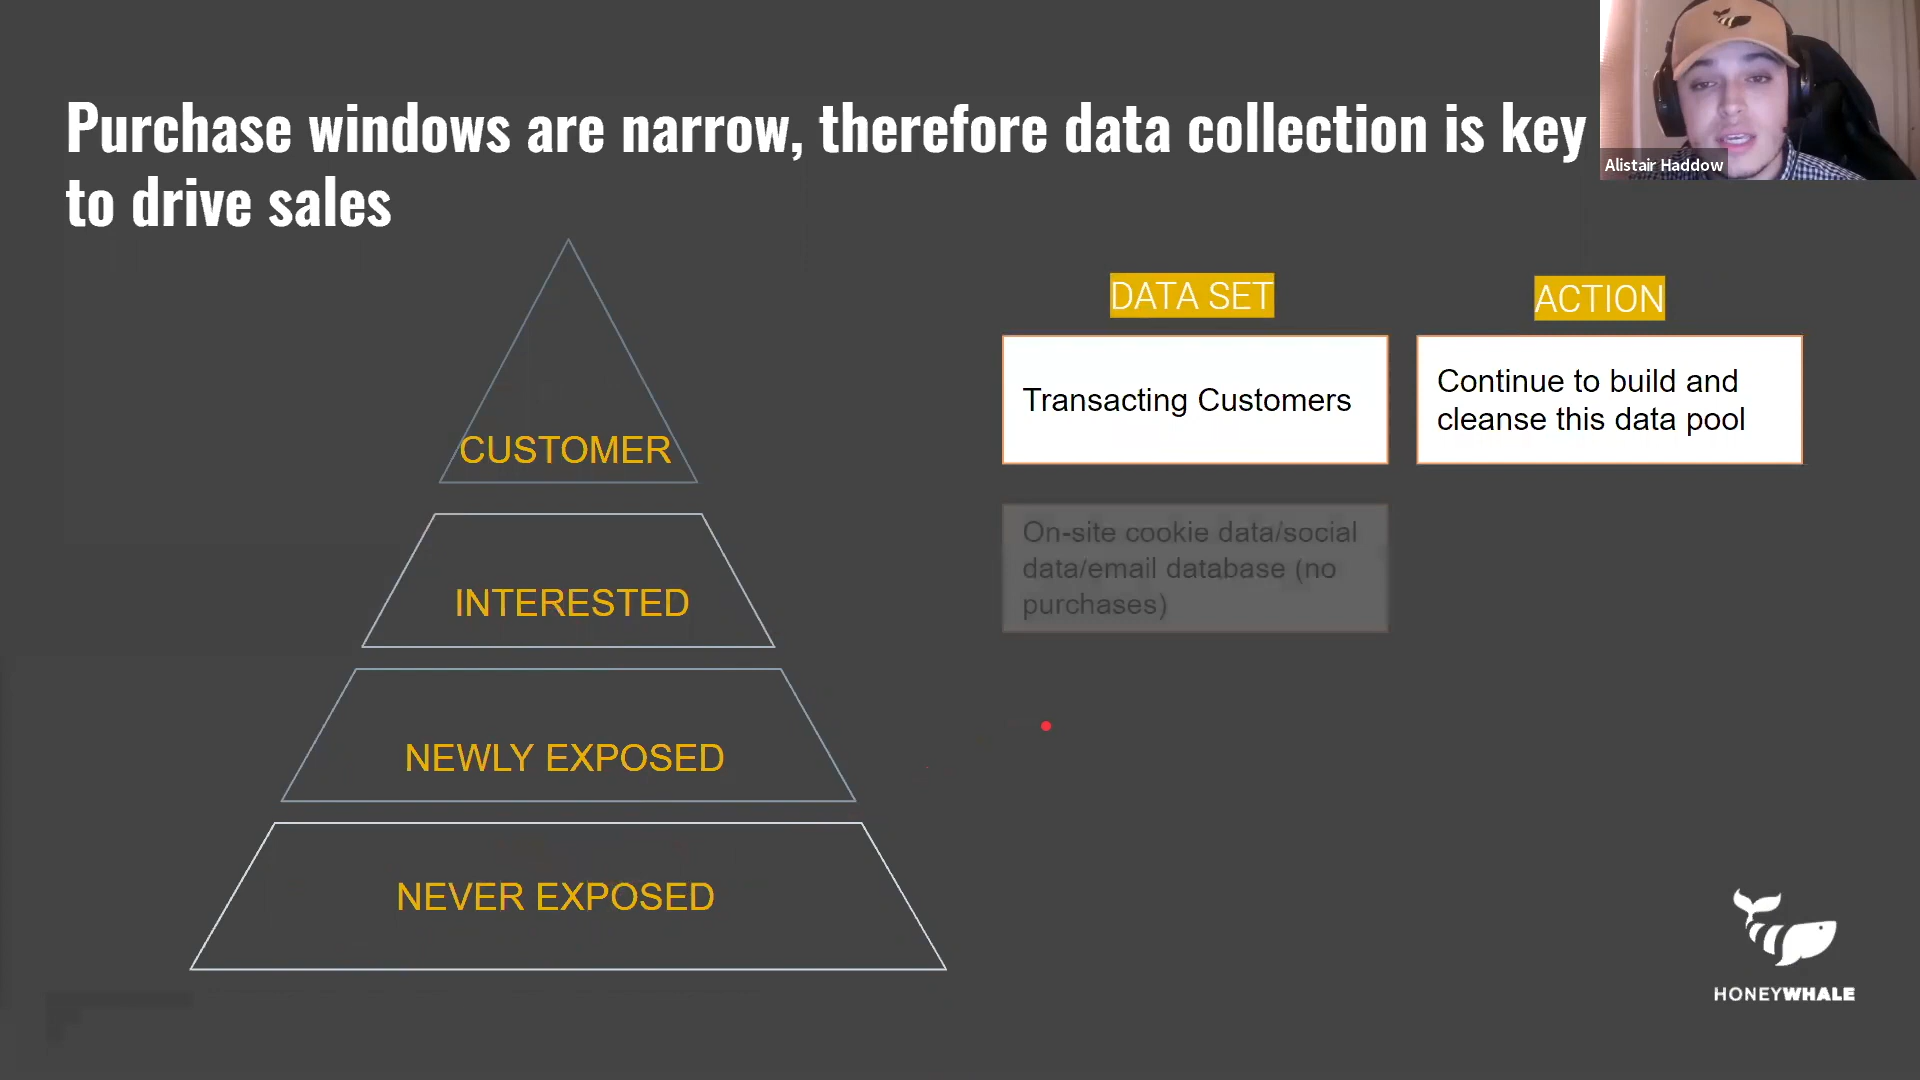 Purchase windows are narrow, therefore data collection is key
to drive sales
Alistair Haddow
DATA SET
ACTION
Transacting Customers
Continue to build and
cleanse this data pool
CUSTOMER
On-site cookie data/social
data/email database (no
purchases)
INTERESTED
NEWLY EXPOSED
NEVER EXPOSED
HONEYWHALE